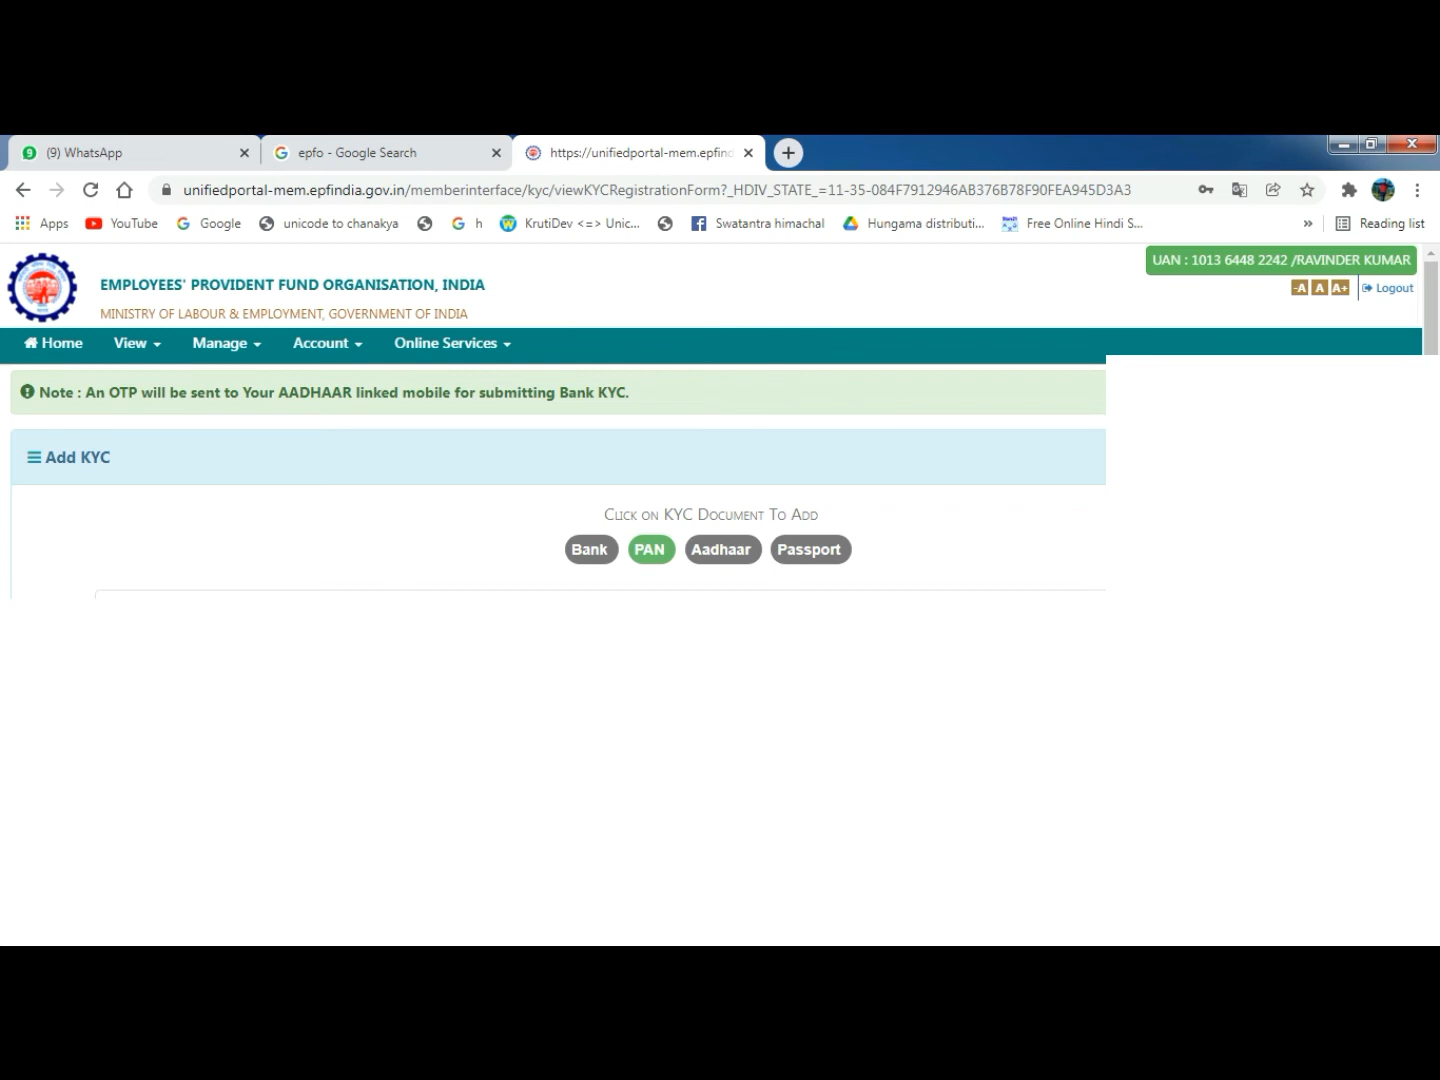 (9) WhatsApp
epfo - Google Search
https://unifiedportal-mem.epfind
unifiedportal-mem.epfindia.gov.in/memberinterface/kyc/viewKYCRegistrationForm?_HDIV_STATE_=11-35-084F7912946AB376B78F90FEA945D3A3
Apps YouTube Google unicode to chanakya h KrutiDev <=> Unic... Swatantra himachal Hungama distributi... Free Online Hindi S... » Reading list
UAN : 1013 6448 2242 /RAVINDER KUMAR
EMPLOYEES' PROVIDENT FUND ORGANISATION, INDIA
-A A A+ Logout
MINISTRY OF LABOUR & EMPLOYMENT, GOVERNMENT OF INDIA
Home View Manage Account Online Services
Note : An OTP will be sent to Your AADHAAR linked mobile for submitting Bank KYC.
Add KYC
Click on KYC Document To Add
Bank PAN Aadhaar Passport